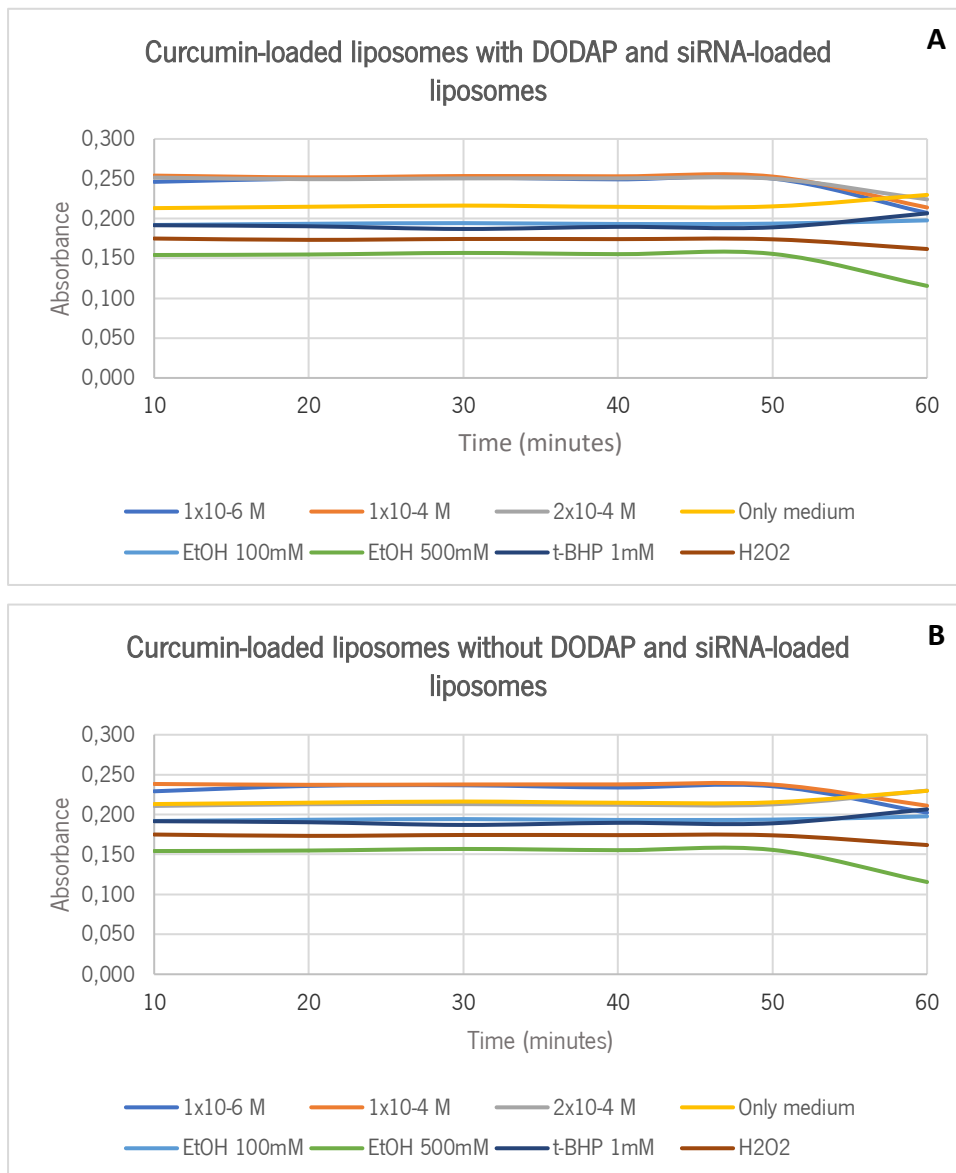 A
Curcumin-loaded liposomes with DODAP and siRNA-loaded
liposomes
0,300
0,250
0,200
0,150
0,100
0,050
0,000
Absorbance
10 20 30 40 50 60
Time (minutes)
1x10-6 M 1x10-4 M 2x10-4 M Only medium
EtOH 100mM EtOH 500mM t-BHP 1mM H2O2
B
Curcumin-loaded liposomes without DODAP and siRNA-loaded
liposomes
0,300
0,250
0,200
0,150
0,100
0,050
0,000
Absorbance
10 20 30 40 50 60
Time (minutes)
1x10-6 M 1x10-4 M 2x10-4 M Only medium
EtOH 100mM EtOH 500mM t-BHP 1mM H2O2